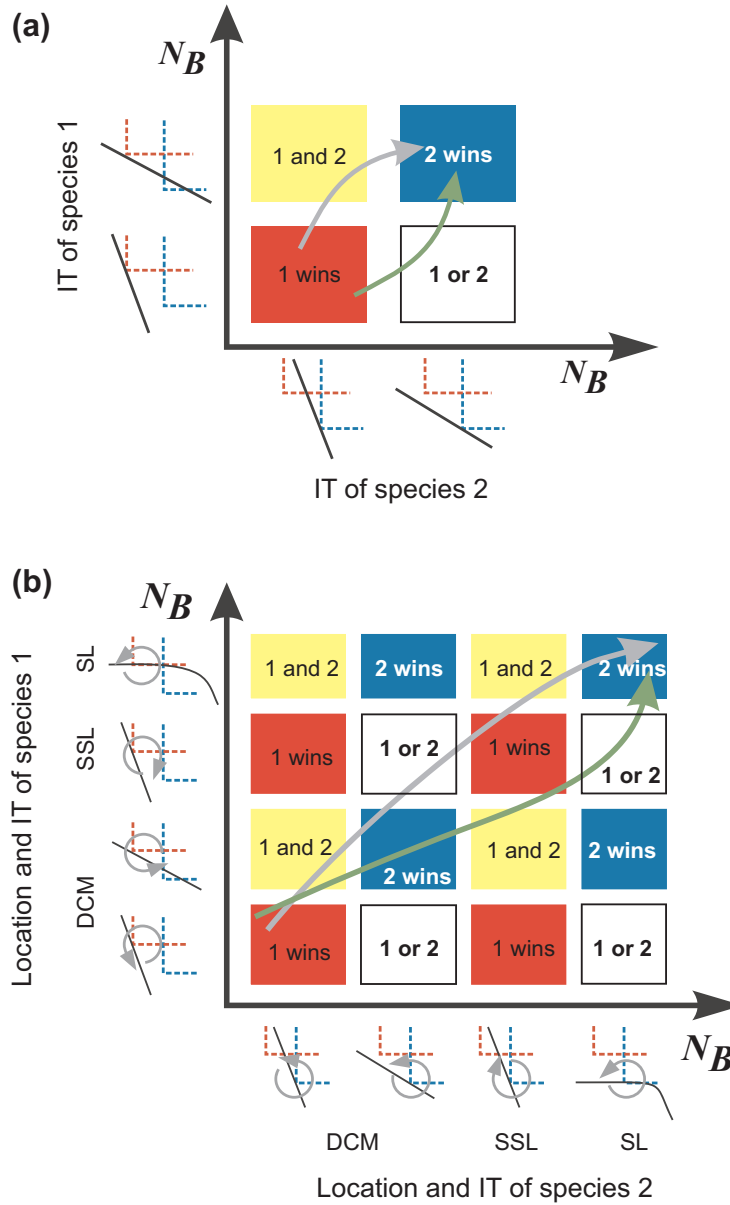 (a)
N_B
IT of species 1
1 and 2
2 wins
1 wins
1 or 2
N_B
IT of species 2
(b)
N_B
Location and IT of species 1
SL
SSL
DCM
1 and 2
2 wins
1 and 2
2 wins
1 wins
1 or 2
1 wins
1 or 2
1 and 2
2 wins
1 and 2
2 wins
1 wins
1 or 2
1 wins
1 or 2
N_B
DCM
SSL
SL
Location and IT of species 2